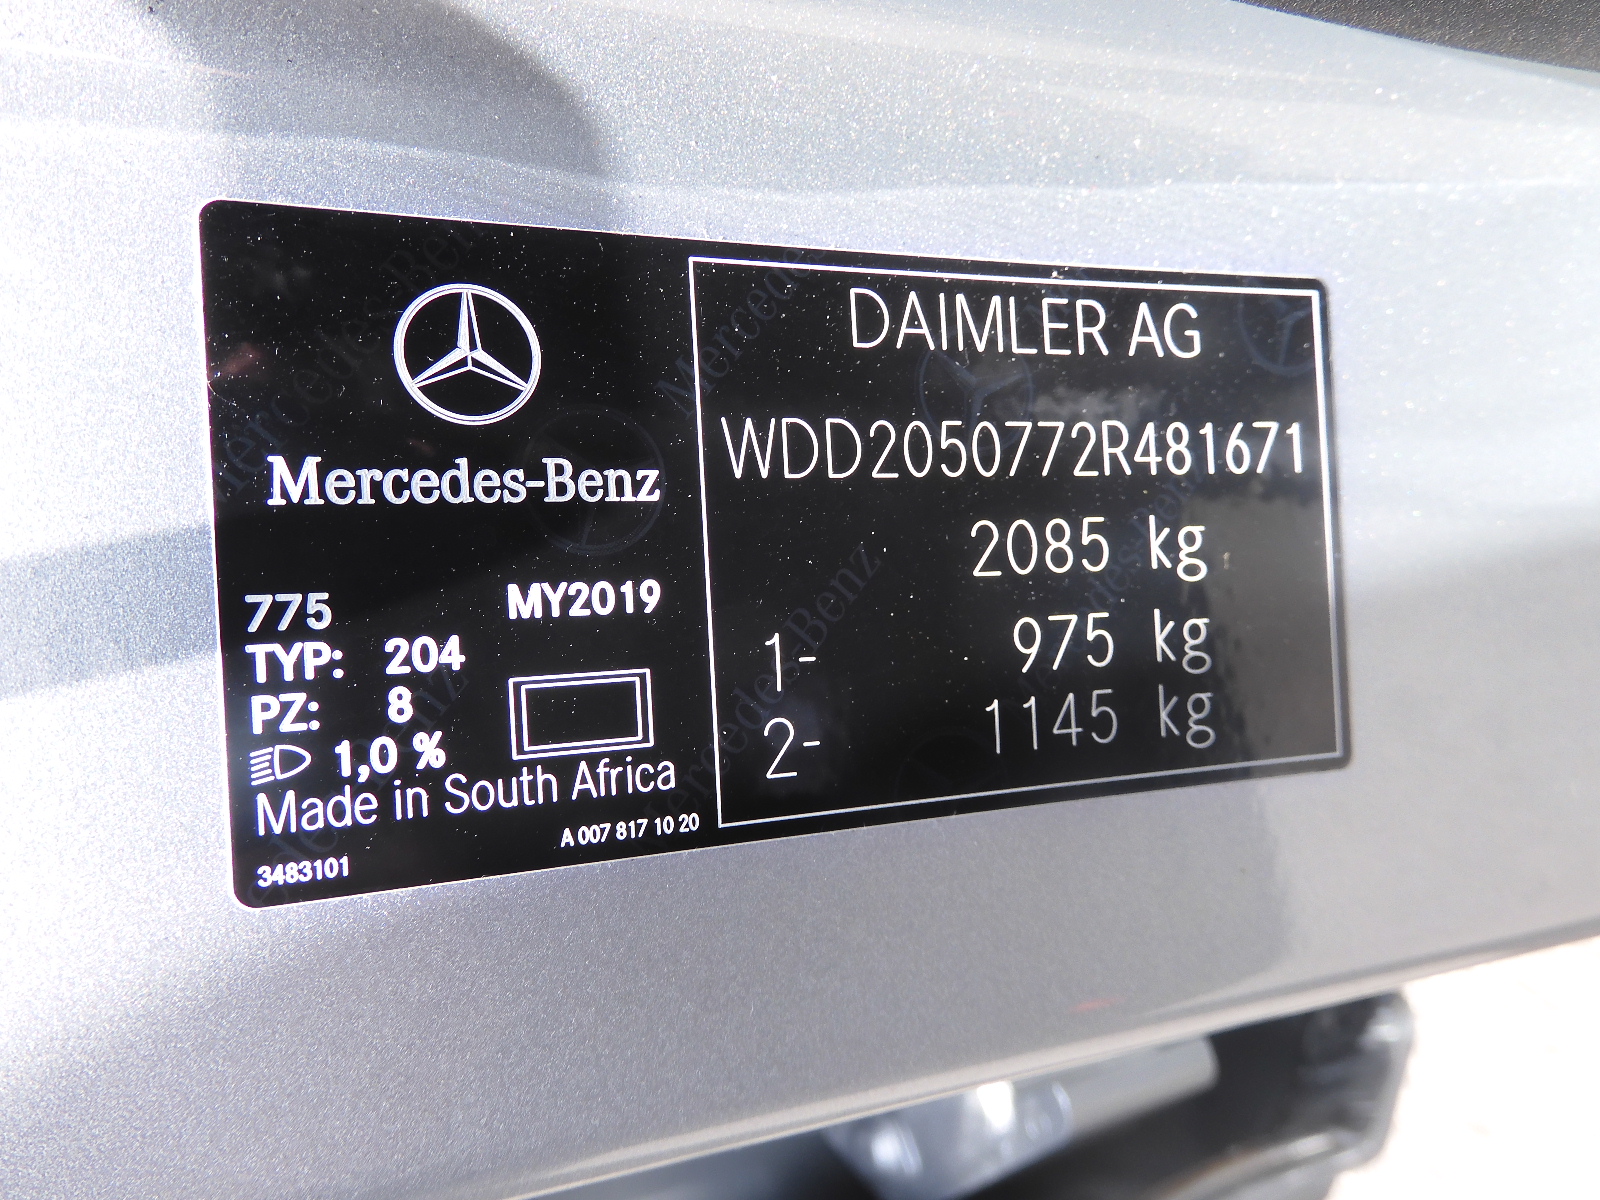 Mercedes-Benz
775 MY2019
TYP: 204
PZ: 8
1,0 %
Made in South Africa
A 007 817 10 20
3483101
DAIMLER AG
WDD2050772R481671
2085 kg
1- 975 kg
2- 1145 kg